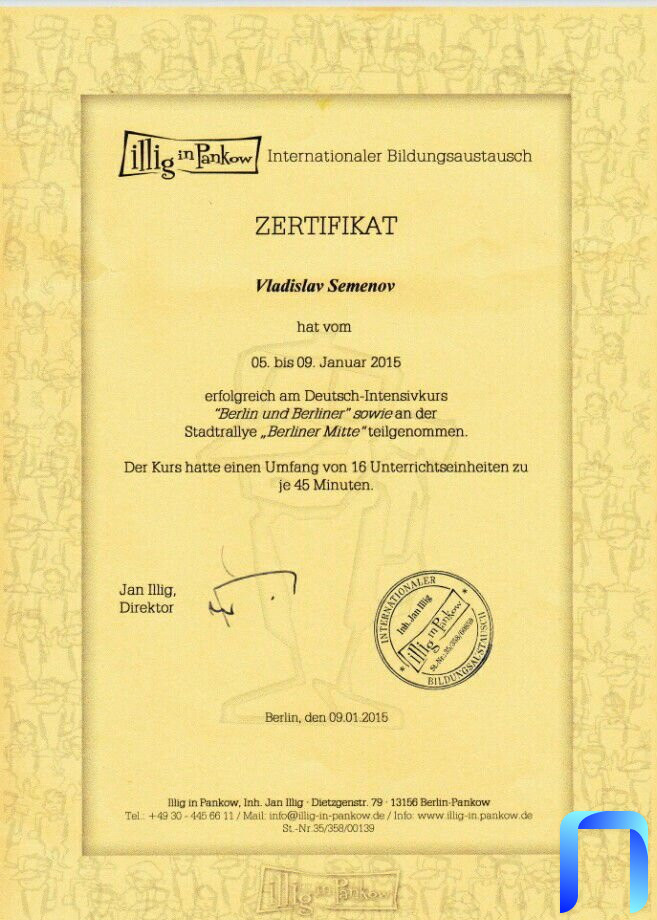 illig in Pankow Internationaler Bildungsaustausch
ZERTIFIKAT
Vladislav Semenov
hat vom
05. bis 09. Januar 2015
erfolgreich am Deutsch-Intensivkurs
"Berlin und Berliner" sowie an der
Stadtrallye „Berliner Mitte" teilgenommen.
Der Kurs hatte einen Umfang von 16 Unterrichtseinheiten zu
je 45 Minuten.
Jan Illig,
Direktor
INTERNATIONALER
Inh. Jan Illig
illig in Pankow
BILDUNGSAUSTAUSCH
Berlin, den 09.01.2015
Illig in Pankow, Inh. Jan Illig · Dietzgenstr. 79 · 13156 Berlin-Pankow
Tel.: +49 30 - 445 66 11 / Mail: info@illig-in-pankow.de / Info: www.illig-in.pankow.de
St.-Nr.35/358/00139
illig in Pankow